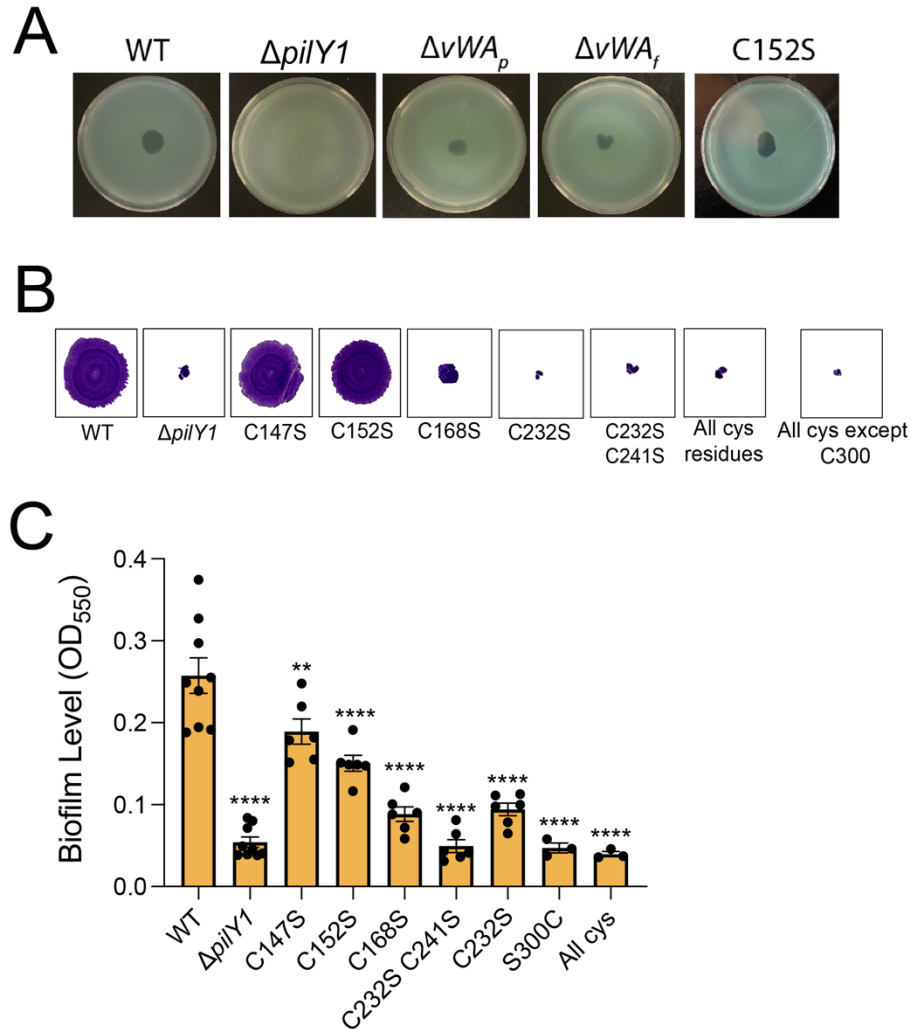 A
WT ΔpilY1 ΔvWAp ΔvWAf C152S
B
WT ΔpilY1 C147S C152S C168S C232S C232S All cys All cys except
C241S residues C300
C
Biofilm Level (OD550)
0.4
0.3
0.2
0.1
0.0
**
****
****
****
****
****
****
****
WT ΔpilY1 C147S C152S C168S C232S C241S C232S S300C All cys